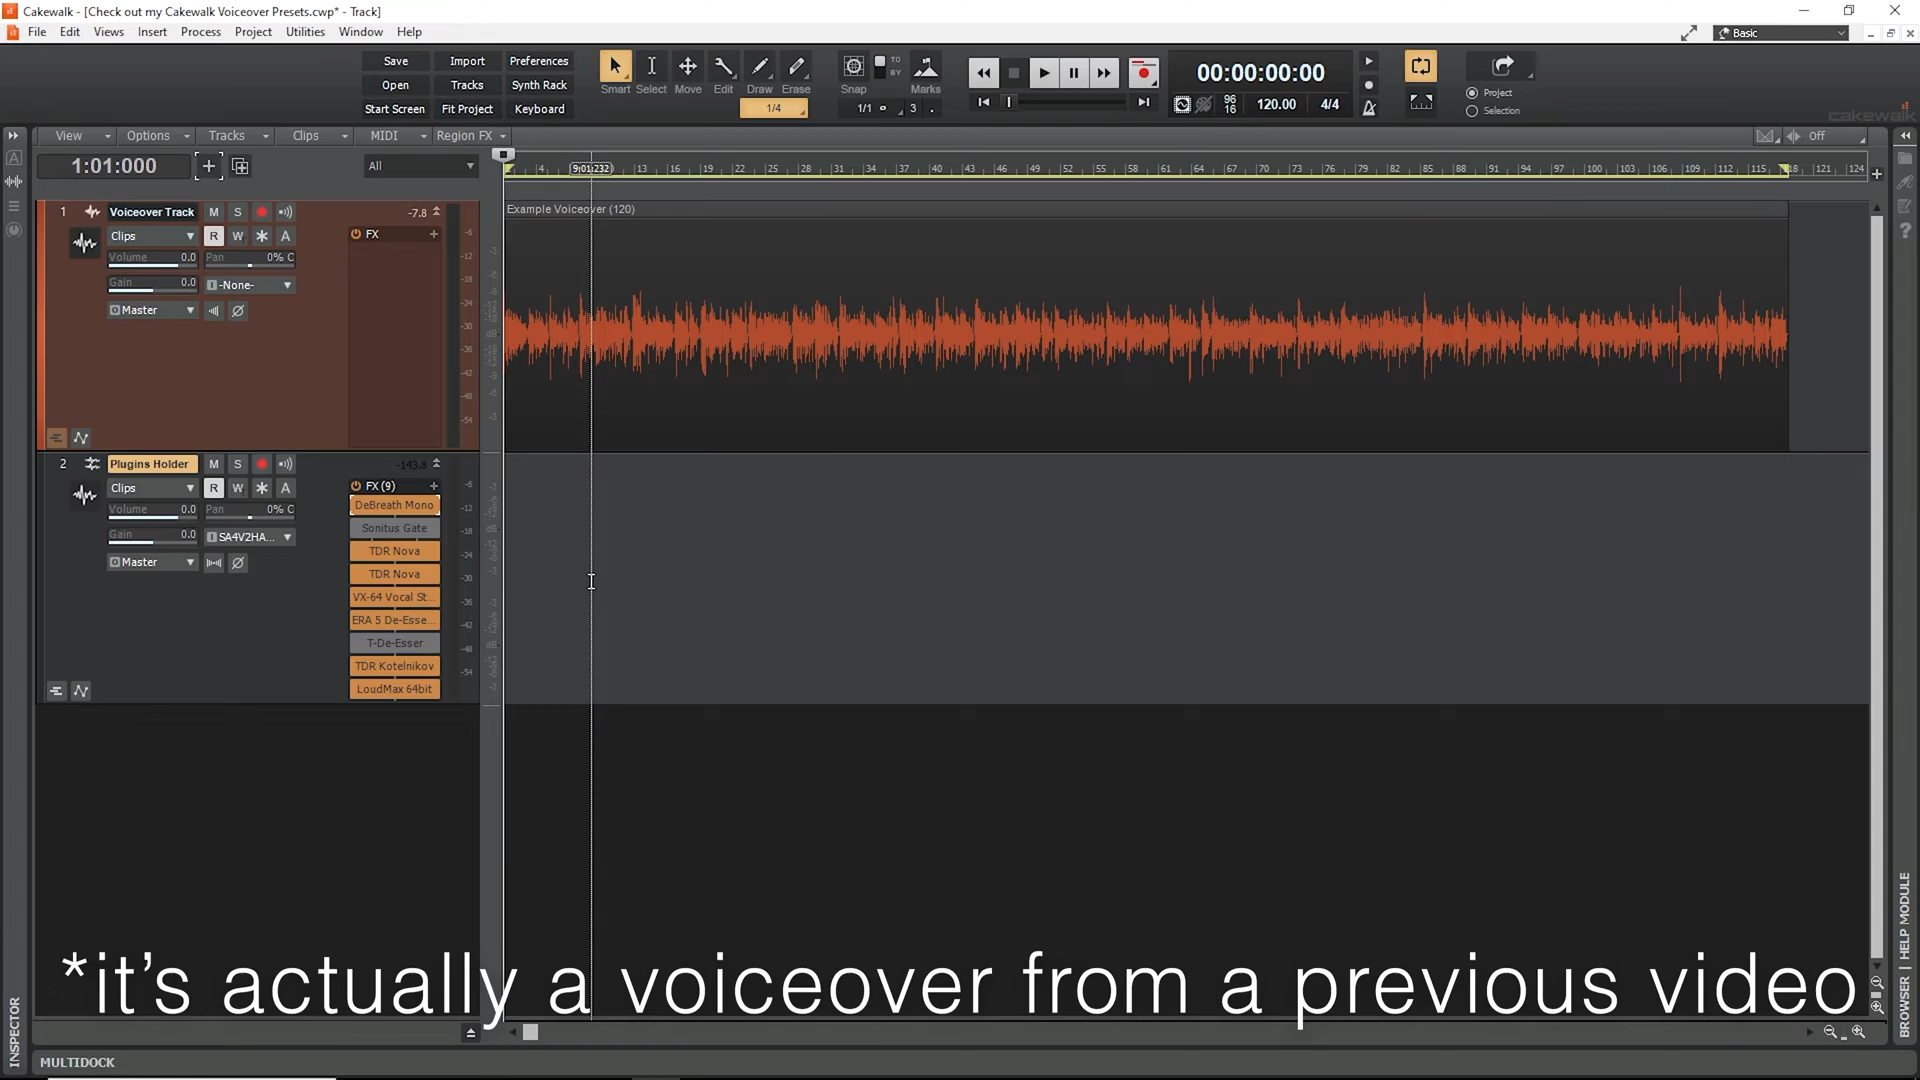 Cakewalk - [Check out my Cakewalk Voiceover Presets.cwp* - Track]
File Edit Views Insert Process Project Utilities Window Help
Basic
Save Import Preferences
Open Tracks Synth Rack
Start Screen Fit Project Keyboard
Smart Select Move Edit Draw Erase
1/4
Snap
TO
BY
Marks
1/1 3
00:00:00:00
96
16
120.00 4/4
Project
Selection
cakewalk
View Options Tracks Clips MIDI Region FX
Off
1:01:000
All
4 9:01:232 13 16 19 22 25 28 31 34 37 40 43 46 49 52 55 58 61 64 67 70 73 76 79 82 85 88 91 94 97 100 103 106 109 112 115 118 121 124
1 Voiceover Track M S -7.8
Clips R W A FX
Volume 0.0 Pan 0% C
Gain 0.0 -None-
Master
-6
-12
-18
-24
-30
-36
-42
-48
-54
Example Voiceover (120)
2 Plugins Holder M S -143.8
Clips R W A FX (9)
Volume 0.0 Pan 0% C
Gain 0.0 SA4V2HA...
Master
DeBreath Mono
Sonitus Gate
TDR Nova
TDR Nova
VX-64 Vocal St...
ERA 5 De-Esse...
T-De-Esser
TDR Kotelnikov
LoudMax 64bit
-6
-12
-18
-24
-30
-36
-42
-48
-54
*it's actually a voiceover from a previous video
INSPECTOR
BROWSER | HELP MODULE
MULTIDOCK